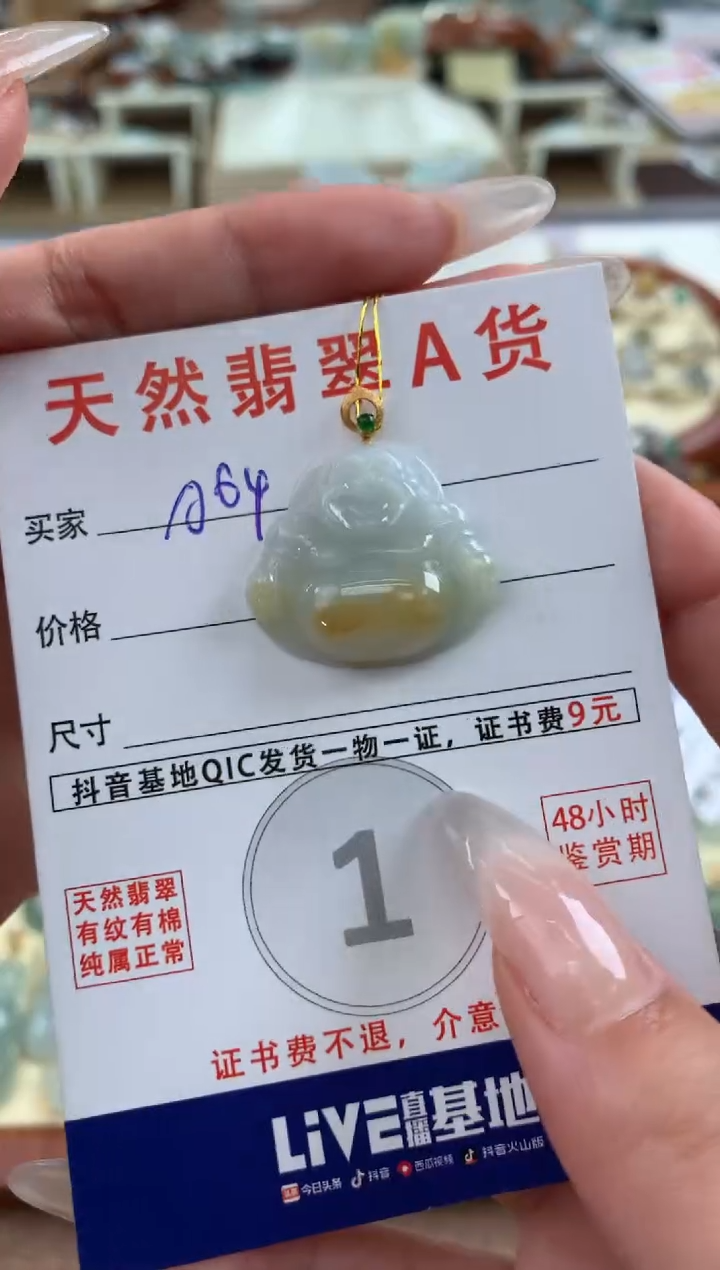 天然翡翠A货
买家
价格
尺寸
抖音基地QIC发货一物一证，证书费9元
48小时
鉴赏期
1
天然翡翠
有纹有棉
纯属正常
证书费不退，介意
LiVE直播基地
今日头条 抖音 西瓜视频 抖音火山版